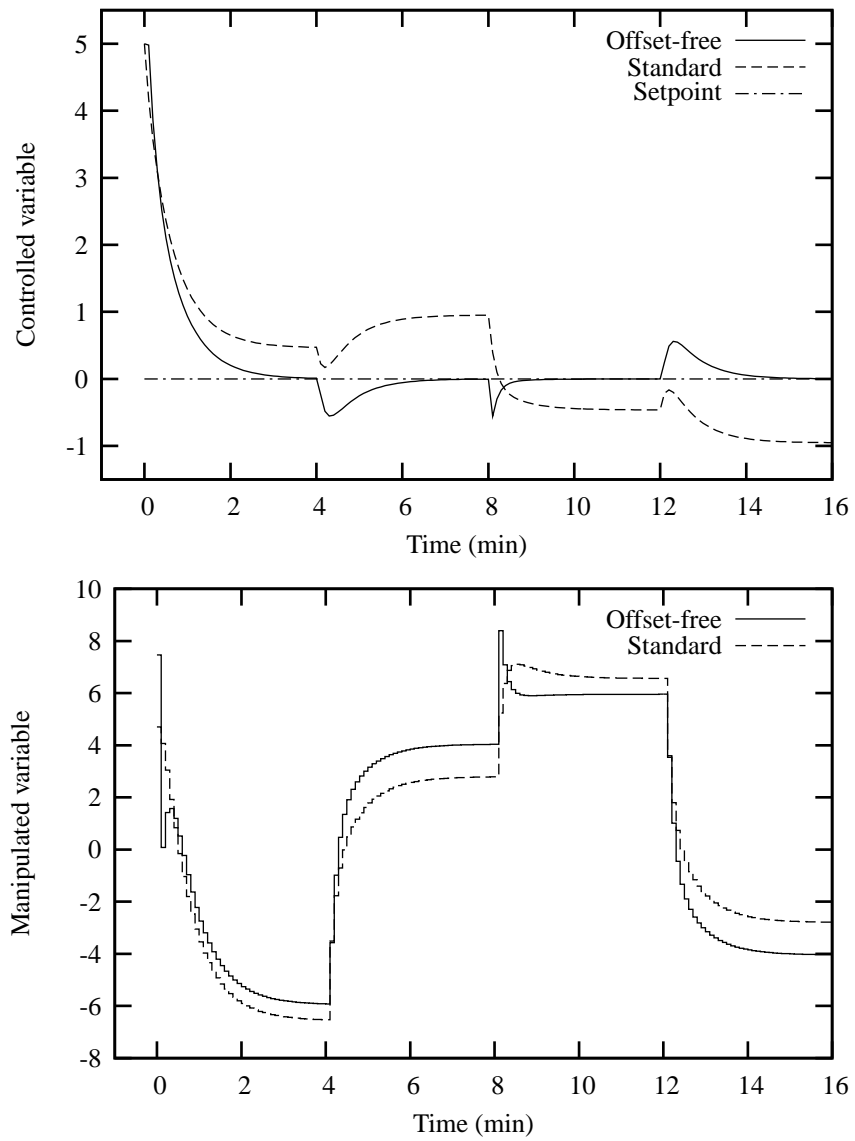 5
4
3
2
1
0
-1
Controlled variable
Offset-free
Standard
Setpoint
0 2 4 6 8 10 12 14 16
Time (min)
10
8
6
4
2
0
-2
-4
-6
-8
Manipulated variable
Offset-free
Standard
0 2 4 6 8 10 12 14 16
Time (min)